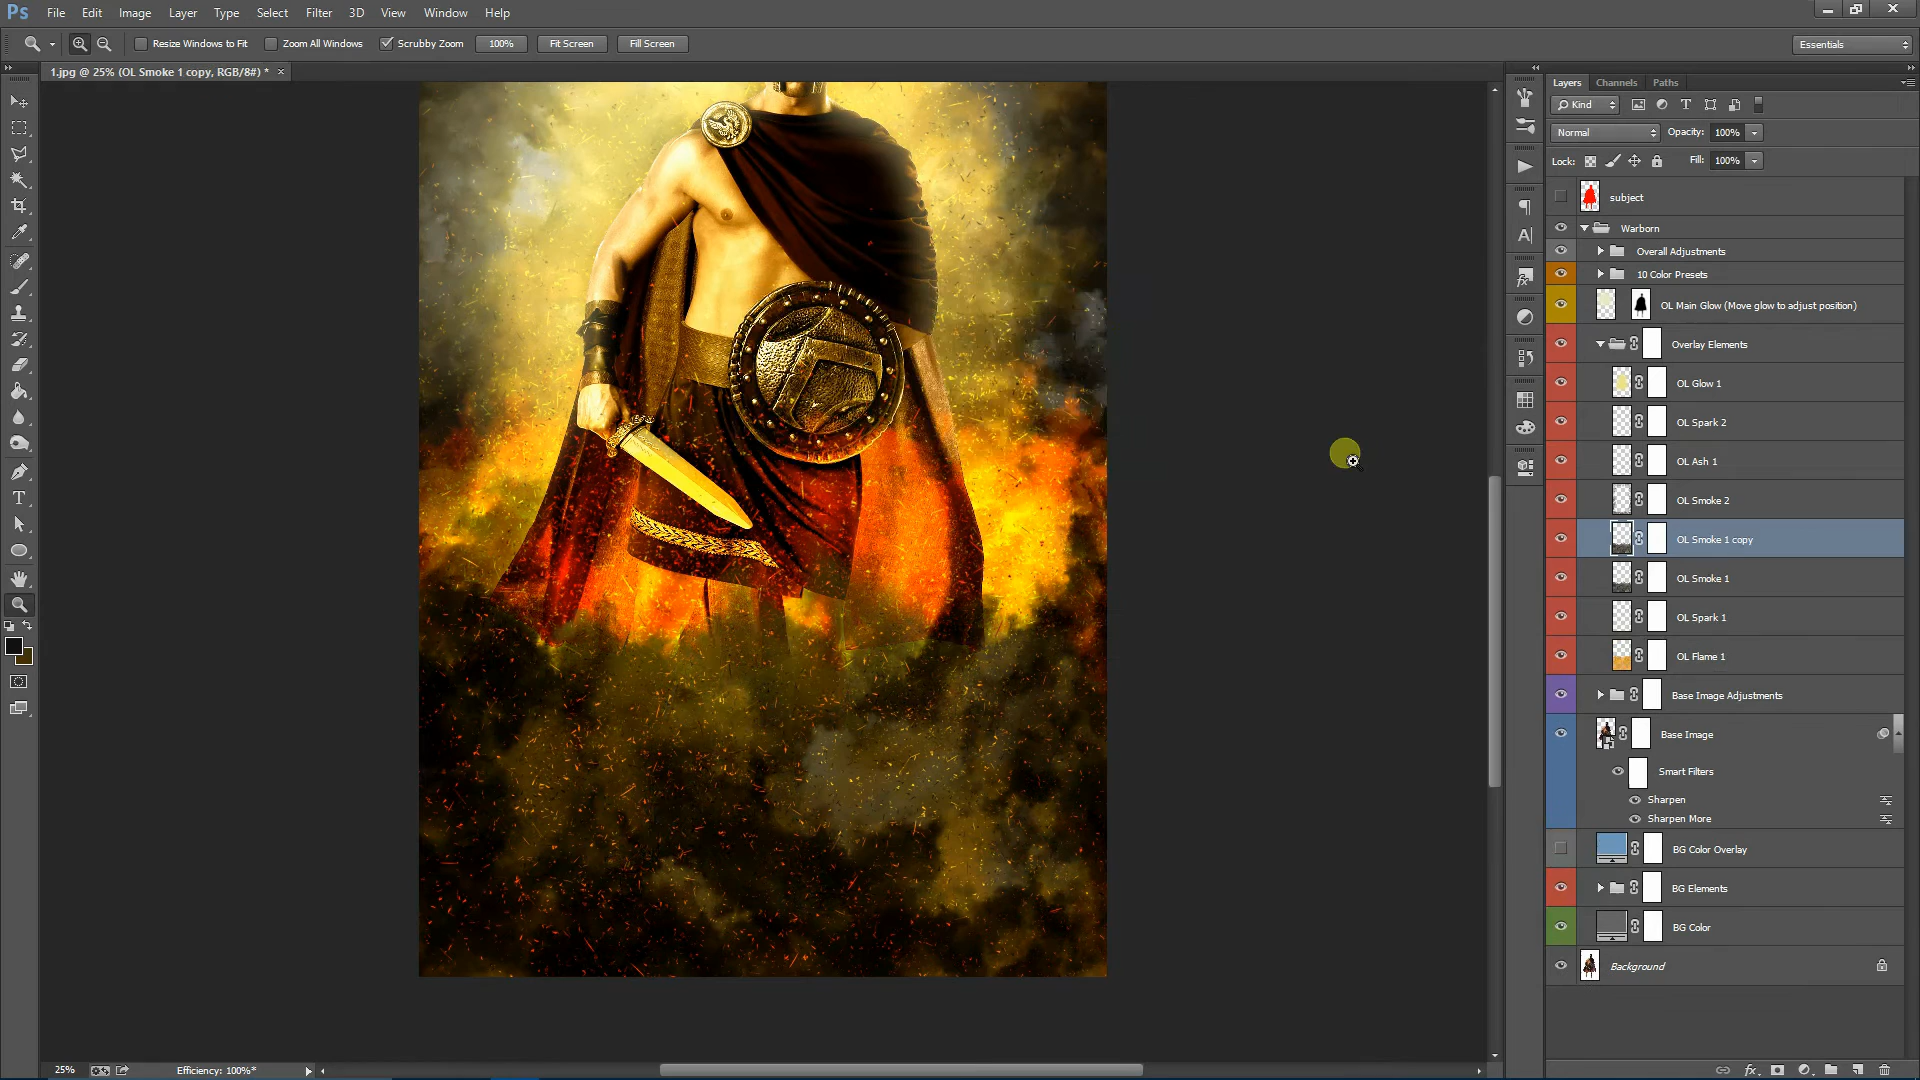 Ps File Edit Image Layer Type Select Filter 3D View Window Help
Resize Windows to Fit Zoom All Windows Scrubby Zoom 100% Fit Screen Fill Screen Essentials
1.jpg @ 25% (OL Smoke 1 copy, RGB/8#) * ×
Layers Channels Paths
Kind
Normal Opacity: 100%
Lock: Fill: 100%
subject
Warborn
Overall Adjustments
10 Color Presets
OL Main Glow (Move glow to adjust position)
Overlay Elements
OL Glow 1
OL Spark 2
OL Ash 1
OL Smoke 2
OL Smoke 1 copy
OL Smoke 1
OL Spark 1
OL Flame 1
Base Image Adjustments
Base Image
Smart Filters
Sharpen
Sharpen More
BG Color Overlay
BG Elements
BG Color
Background
25% Efficiency: 100%*